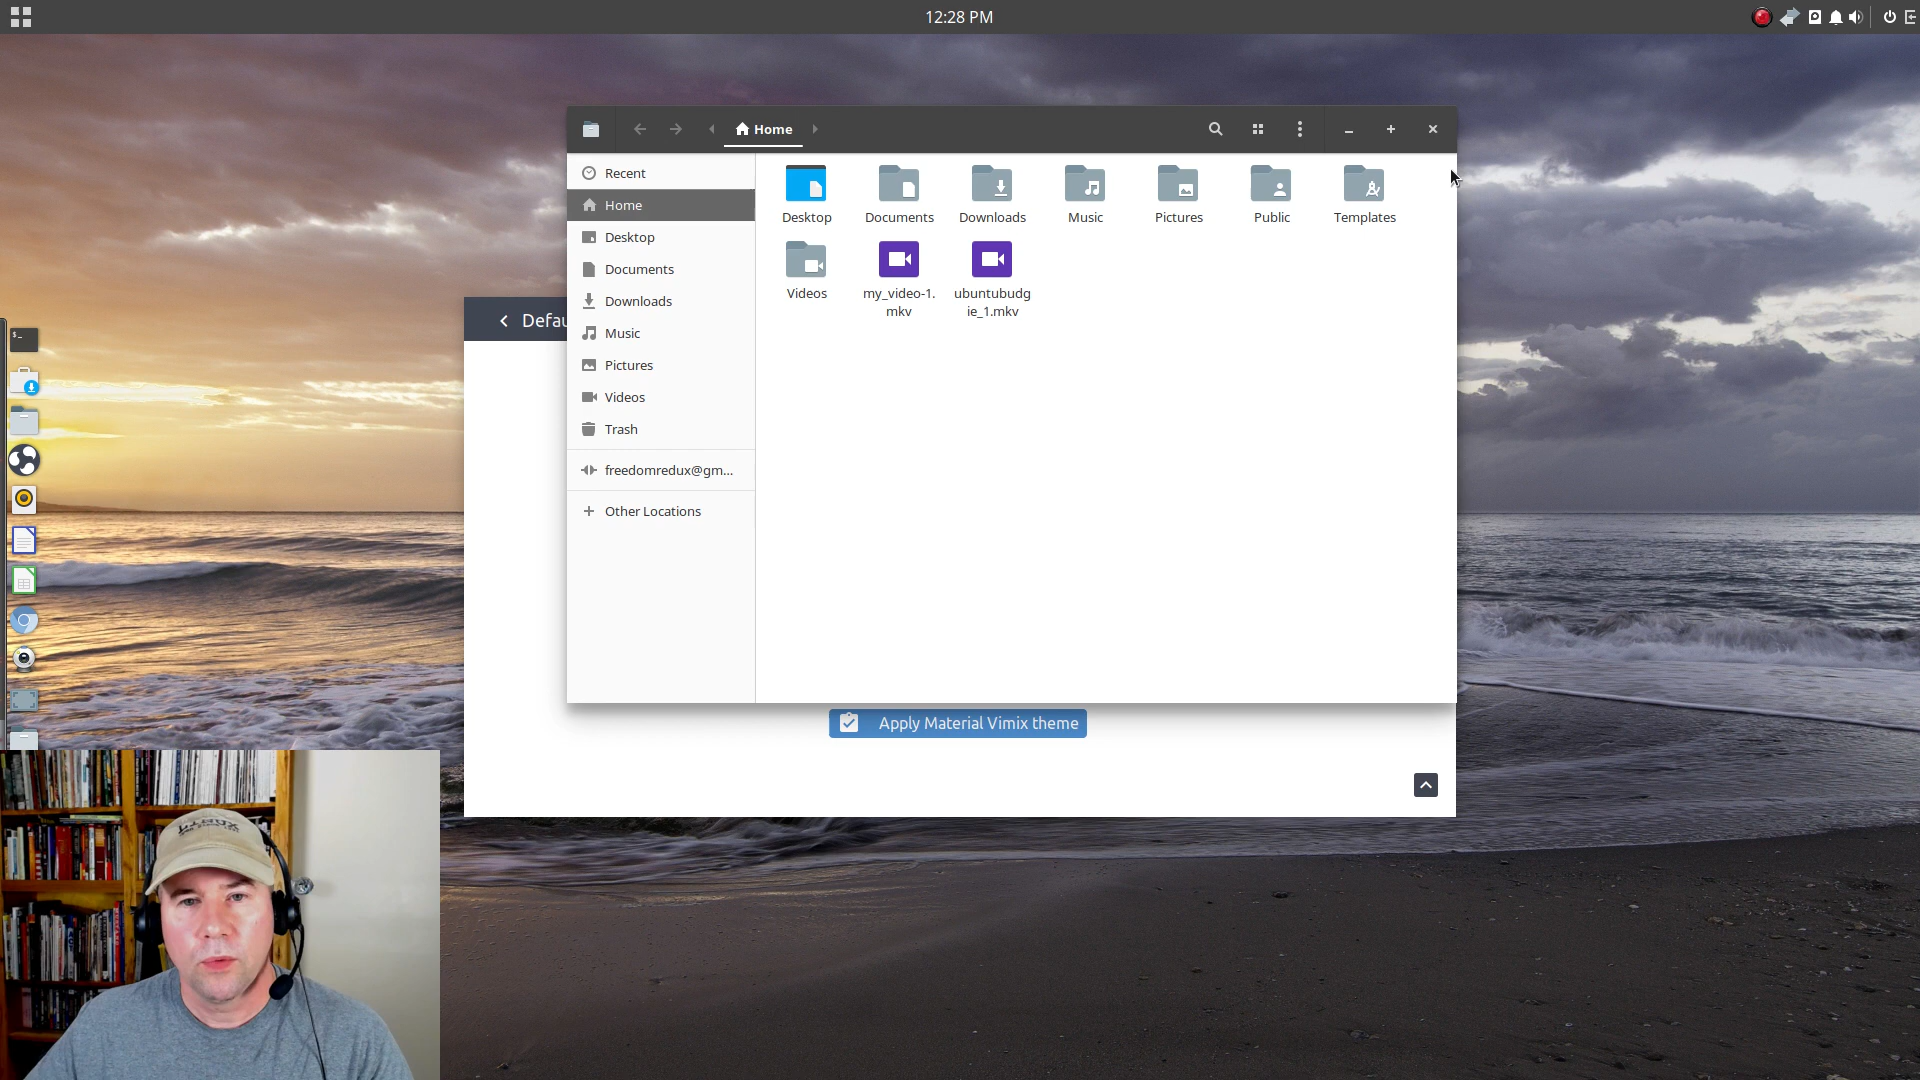 12:28 PM
Home
Recent
Home
Desktop
Documents
Downloads
Music
Pictures
Videos
Trash
freedomredux@gm...
Other Locations
Desktop
Documents
Downloads
Music
Pictures
Public
Templates
Videos
my_video-1.
mkv
ubuntubudg
ie_1.mkv
Defau
Apply Material Vimix theme